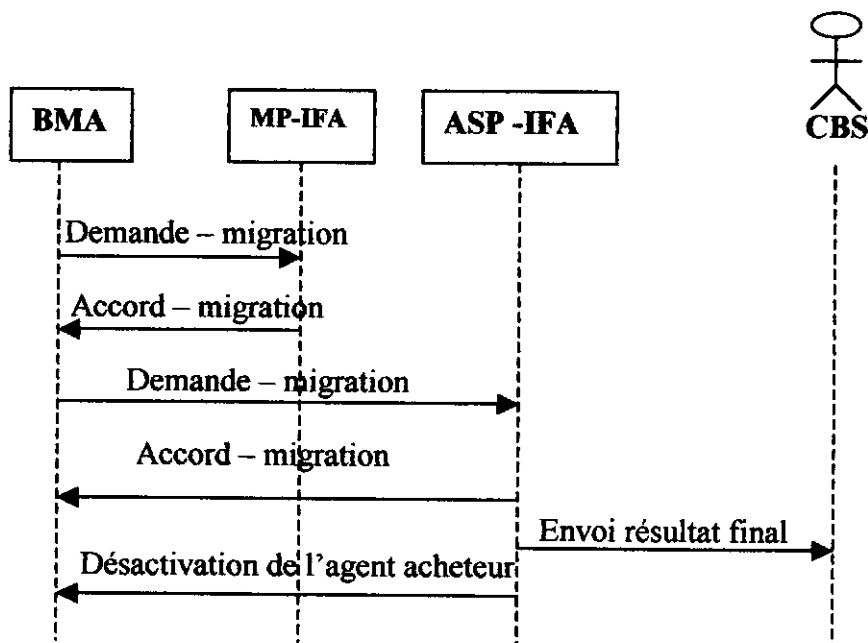 BMA
MP-IFA
ASP -IFA
CBS
Demande – migration
Accord – migration
Demande – migration
Accord – migration
Envoi résultat final
Désactivation de l'agent acheteur